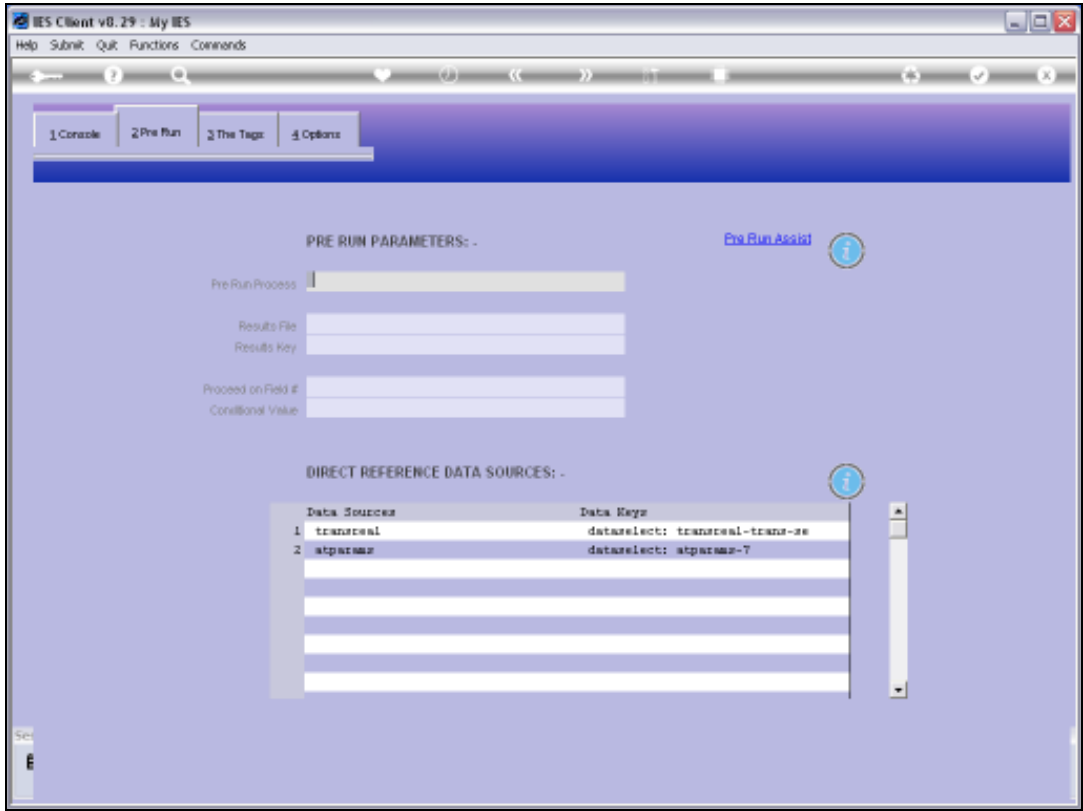 IES Client v8.29 : My IES
Help Submit Quit Functions Commands
1 Console 2 Pre Run 3 The Tags 4 Options
PRE RUN PARAMETERS: -
Pre Run Assist
Pre Run Process
Results File
Results Key
Proceed on Field #
Conditional Value
DIRECT REFERENCE DATA SOURCES: -
Data Sources Data Keys
1 transreal dataselect: transreal-trans-se
2 atparams dataselect: atparams-7